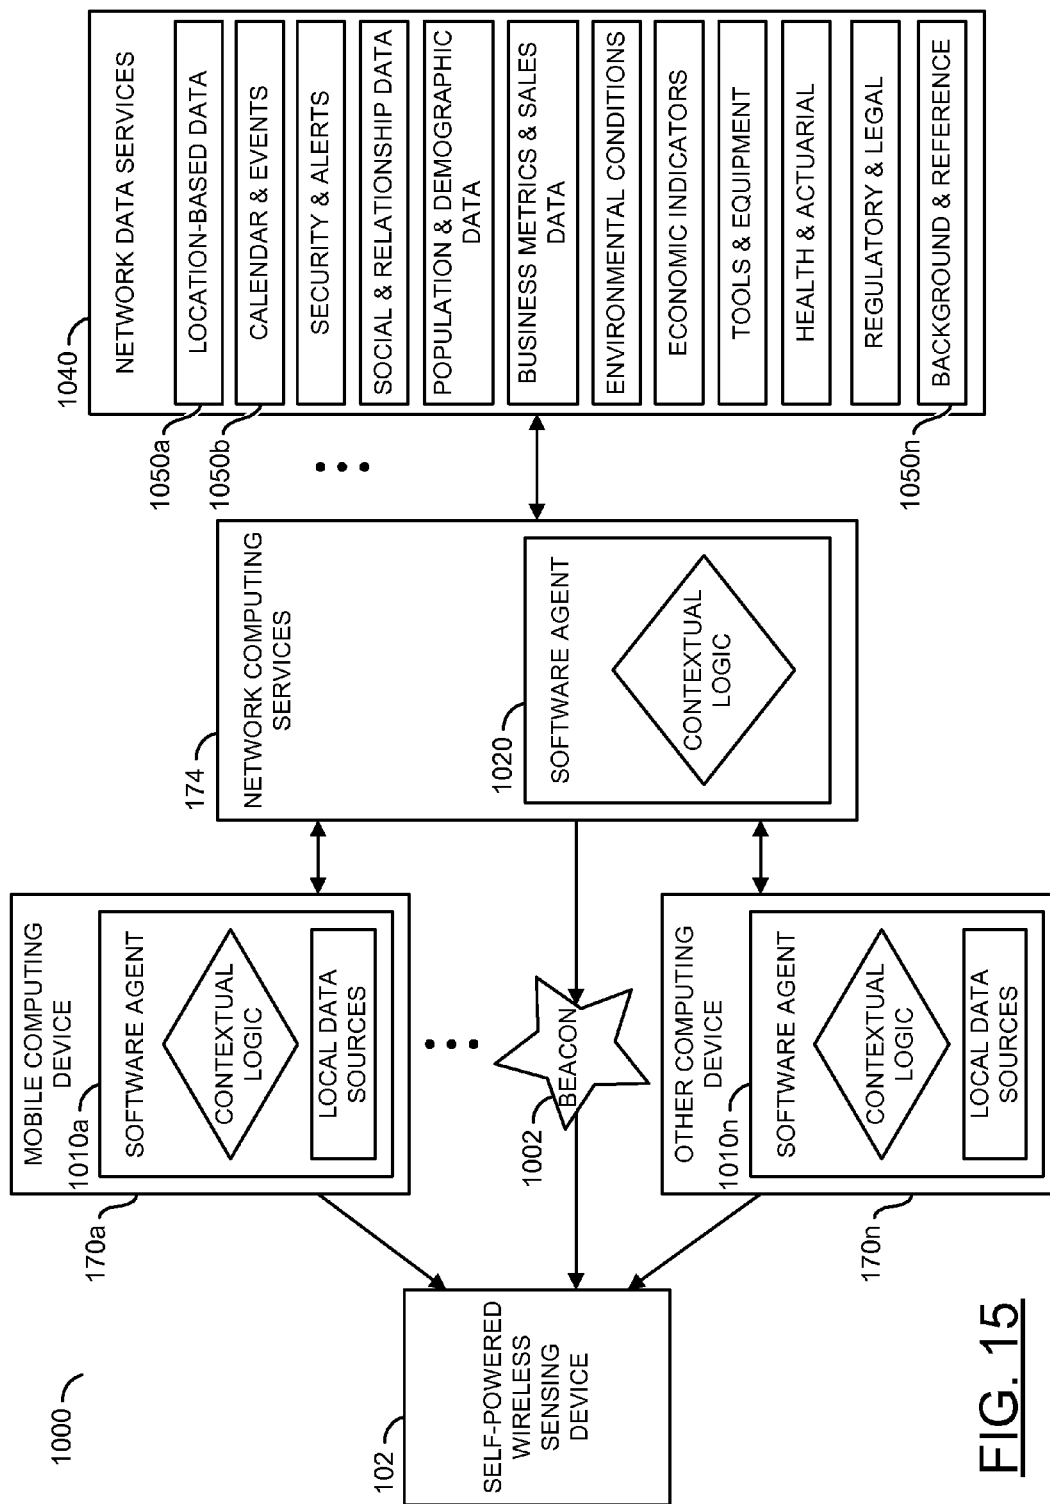 1000
102
SELF-POWERED
WIRELESS
SENSING
DEVICE
170a
MOBILE COMPUTING
DEVICE
1010a
SOFTWARE AGENT
CONTEXTUAL
LOGIC
LOCAL DATA
SOURCES
1002
BEACON
170n
OTHER COMPUTING
DEVICE
1010n
SOFTWARE AGENT
CONTEXTUAL
LOGIC
LOCAL DATA
SOURCES
174
NETWORK COMPUTING
SERVICES
1020
SOFTWARE AGENT
CONTEXTUAL
LOGIC
1040
NETWORK DATA SERVICES
1050a
LOCATION-BASED DATA
1050b
CALENDAR & EVENTS
SECURITY & ALERTS
SOCIAL & RELATIONSHIP DATA
POPULATION & DEMOGRAPHIC
DATA
BUSINESS METRICS & SALES
DATA
ENVIRONMENTAL CONDITIONS
ECONOMIC INDICATORS
TOOLS & EQUIPMENT
HEALTH & ACTUARIAL
REGULATORY & LEGAL
1050n
BACKGROUND & REFERENCE
FIG. 15